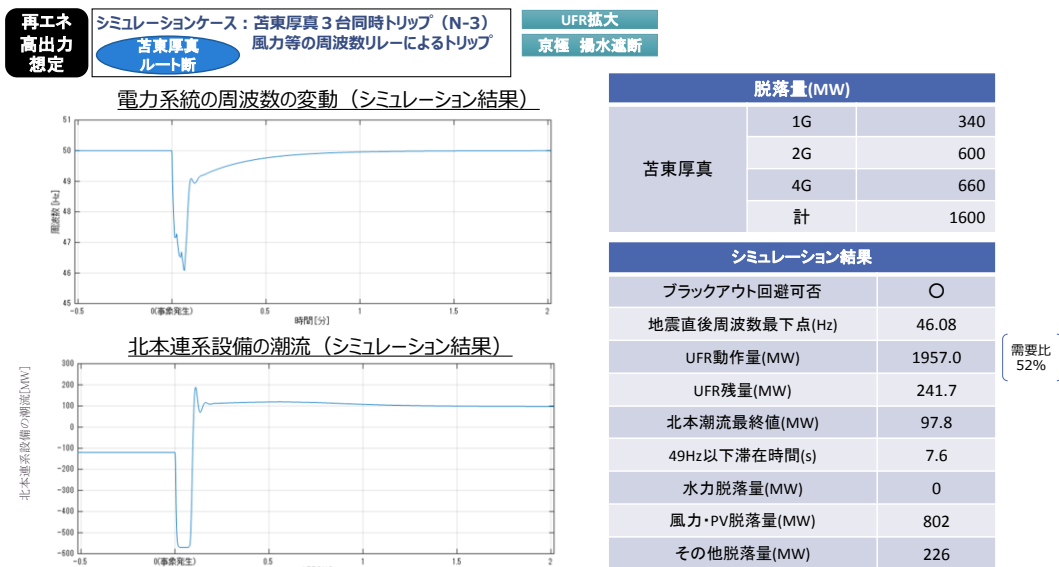 再エネ
高出力
想定
シミュレーションケース：苫東厚真３台同時トリップ（N-3）
風力等の周波数リレーによるトリップ
苫東厚真
ルート断
UFR拡大
京極 揚水遮断
電力系統の周波数の変動（シミュレーション結果）
周波数[Hz]
51
50
49
48
47
46
45
-0.5
0(事象発生)
0.5
1
1.5
2
時間[分]
北本連系設備の潮流（シミュレーション結果）
北本連系設備の潮流[MW]
300
200
100
0
-100
-200
-300
-400
-500
-600
-0.5
0(事象発生)
0.5
1
1.5
2
脱落量(MW)
苫東厚真
1G 340
2G 600
4G 660
計 1600
シミュレーション結果
ブラックアウト回避可否 〇
地震直後周波数最下点(Hz) 46.08
UFR動作量(MW) 1957.0
需要比
52%
UFR残量(MW) 241.7
北本潮流最終値(MW) 97.8
49Hz以下滞在時間(s) 7.6
水力脱落量(MW) 0
風力・PV脱落量(MW) 802
その他脱落量(MW) 226